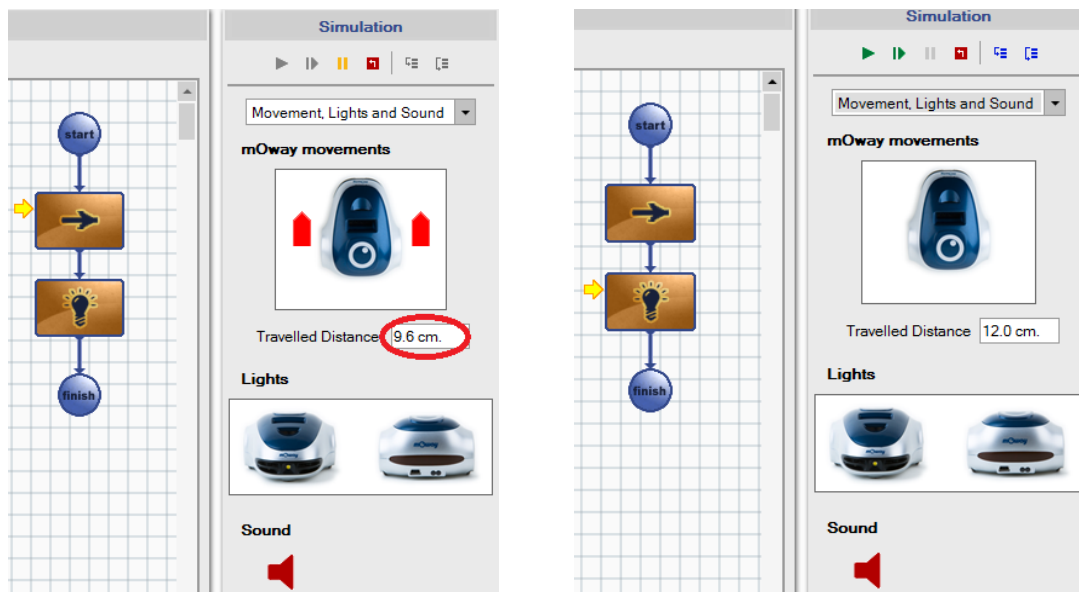 Simulation
Movement, Lights and Sound
start
mOway movements
Travelled Distance 9.6 cm.
Lights
finish
mOway
Sound
Simulation
Movement, Lights and Sound
start
mOway movements
Travelled Distance 12.0 cm.
Lights
finish
mOway
Sound